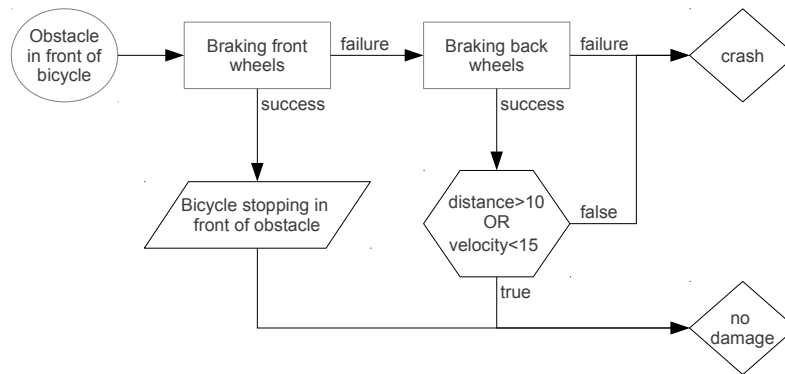 Obstacle
in front of
bicycle
Braking front
wheels
failure
Braking back
wheels
failure
crash
success
success
Bicycle stopping in
front of obstacle
distance>10
OR
velocity<15
false
true
no
damage